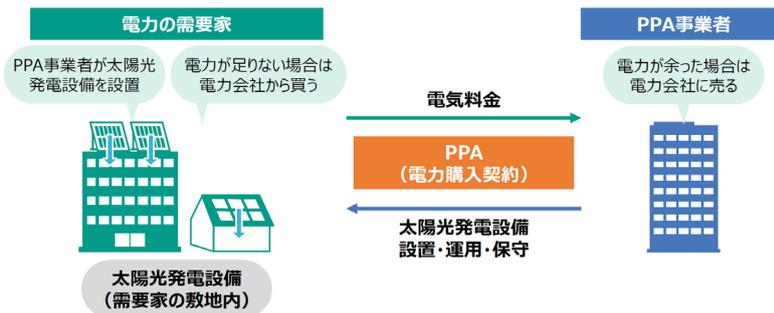 電力の需要家
PPA事業者
PPA事業者が太陽光
発電設備を設置
電力が足りない場合は
電力会社から買う
電力が余った場合は
電力会社に売る
電気料金
PPA
（電力購入契約）
太陽光発電設備
設置・運用・保守
太陽光発電設備
（需要家の敷地内）